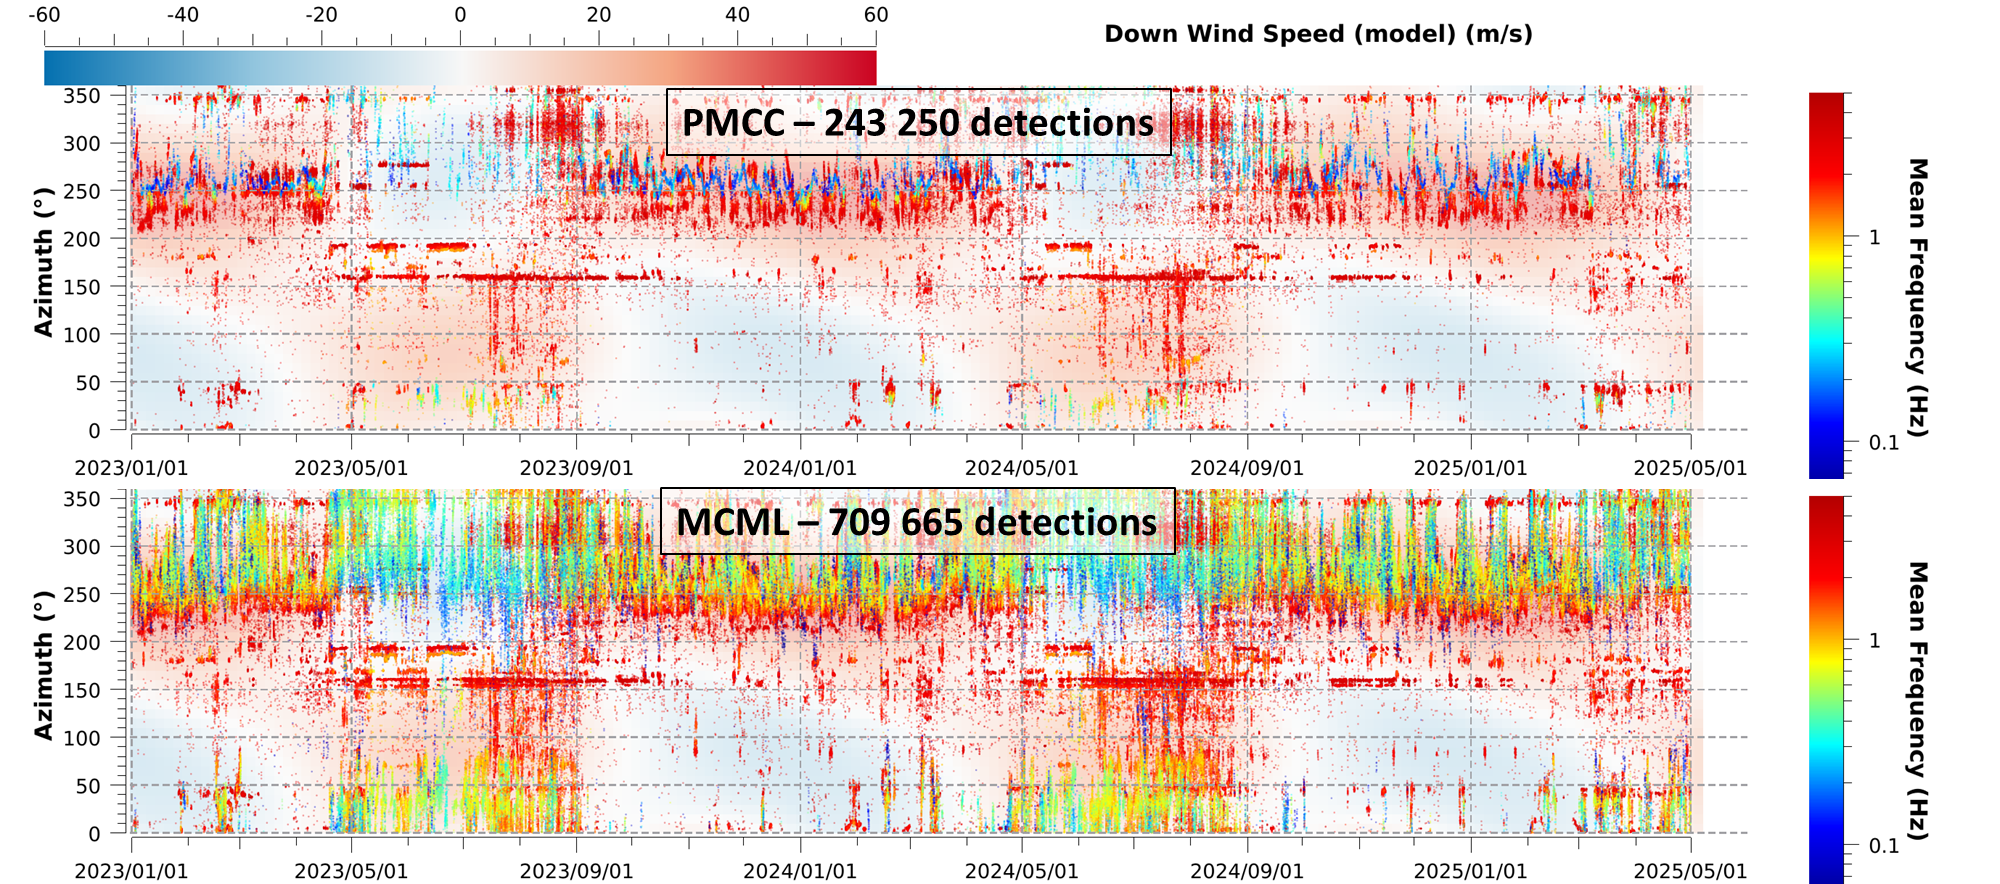 -60 -40 -20 0 20 40 60
Down Wind Speed (model) (m/s)
PMCC – 243 250 detections
Azimuth (°)
350
300
250
200
150
100
50
0
2023/01/01 2023/05/01 2023/09/01 2024/01/01 2024/05/01 2024/09/01 2025/01/01 2025/05/01
Mean Frequency (Hz)
1
0.1
MCML – 709 665 detections
Azimuth (°)
350
300
250
200
150
100
50
0
2023/01/01 2023/05/01 2023/09/01 2024/01/01 2024/05/01 2024/09/01 2025/01/01 2025/05/01
Mean Frequency (Hz)
1
0.1